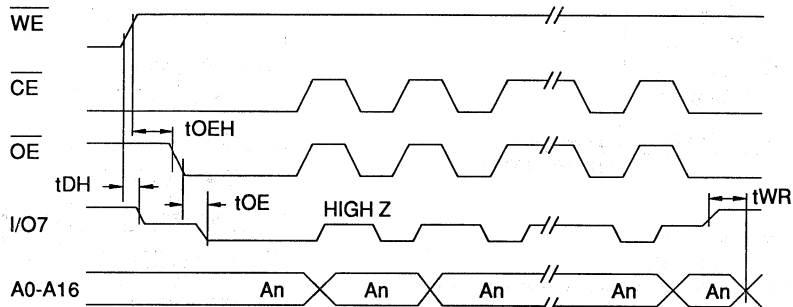 WE
CE
tOEH
OE
tDH
tOE
HIGH Z
tWR
I/O7
A0-A16 An An An An An